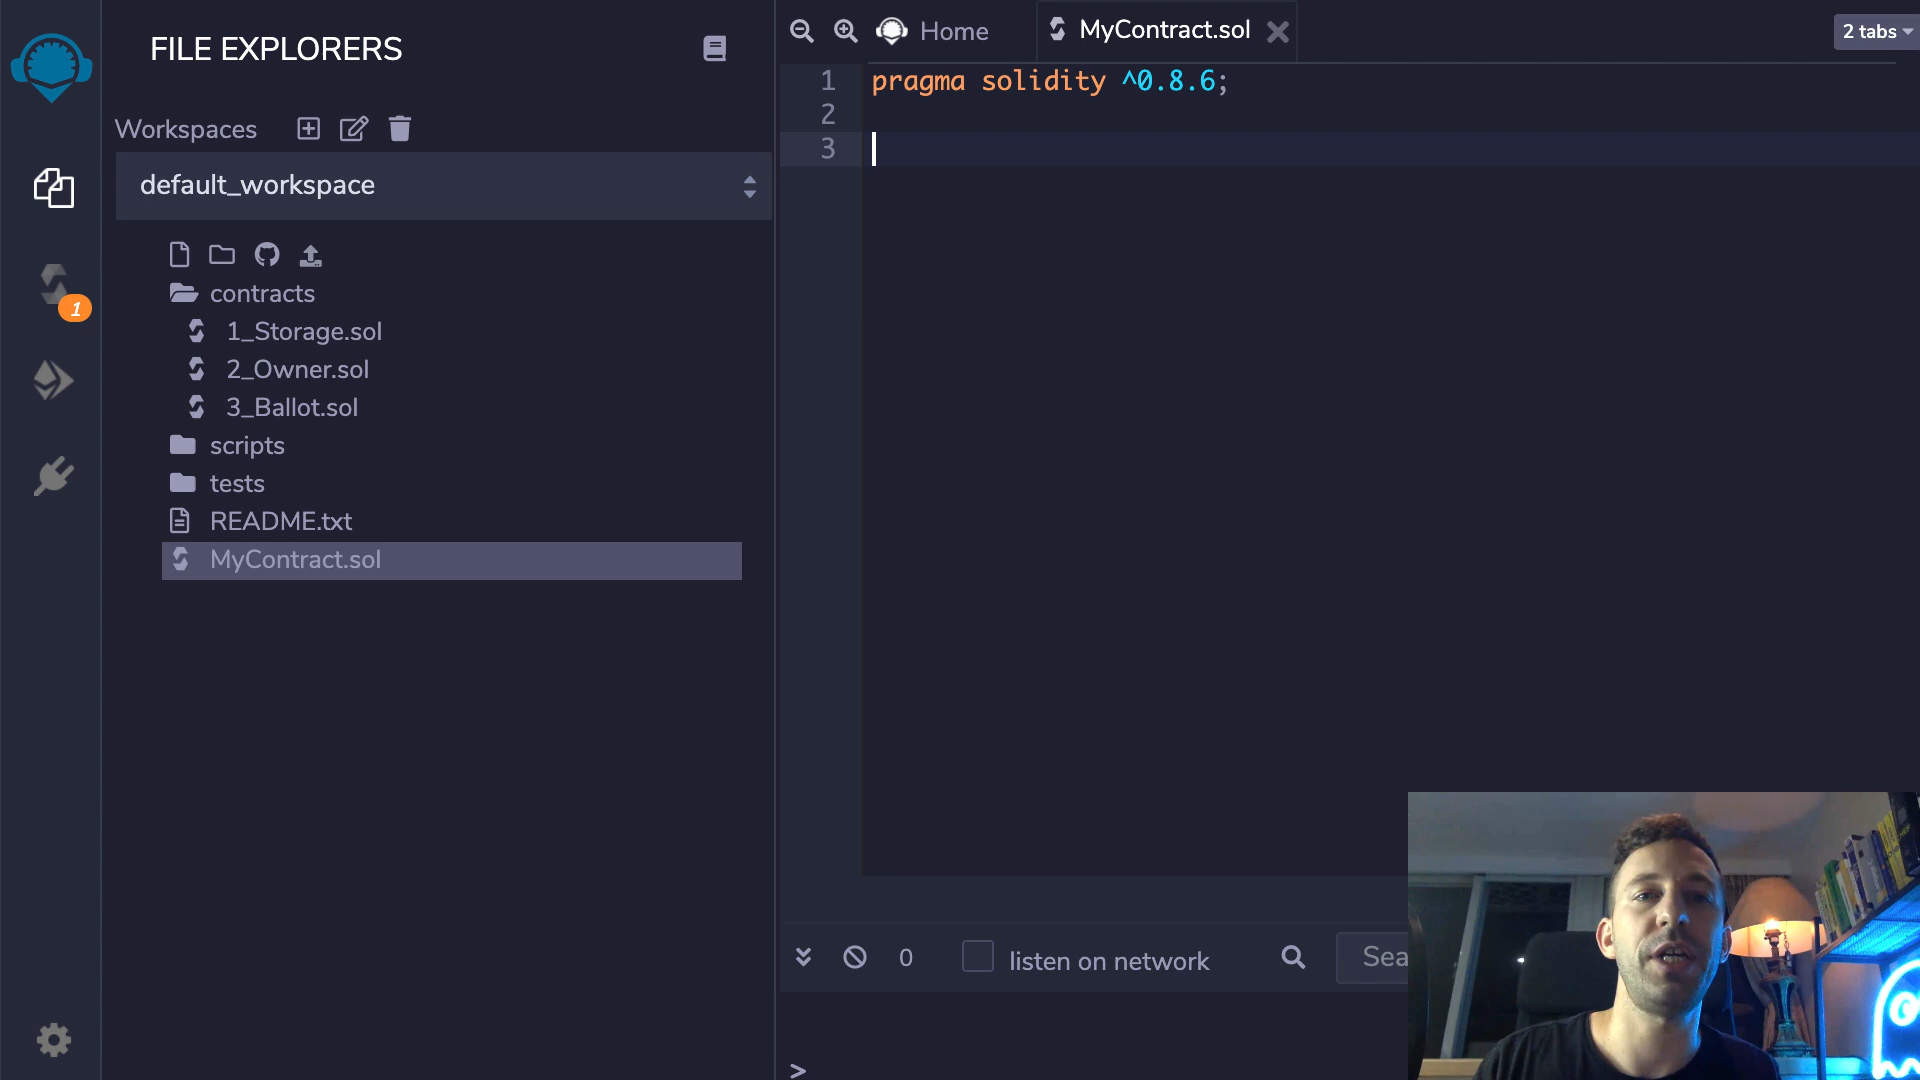 FILE EXPLORERS
Workspaces
default_workspace
contracts
1_Storage.sol
2_Owner.sol
3_Ballot.sol
scripts
tests
README.txt
MyContract.sol
1
Home
MyContract.sol
2 tabs
1 pragma solidity ^0.8.6;
2
3
0
listen on network
Sea
>